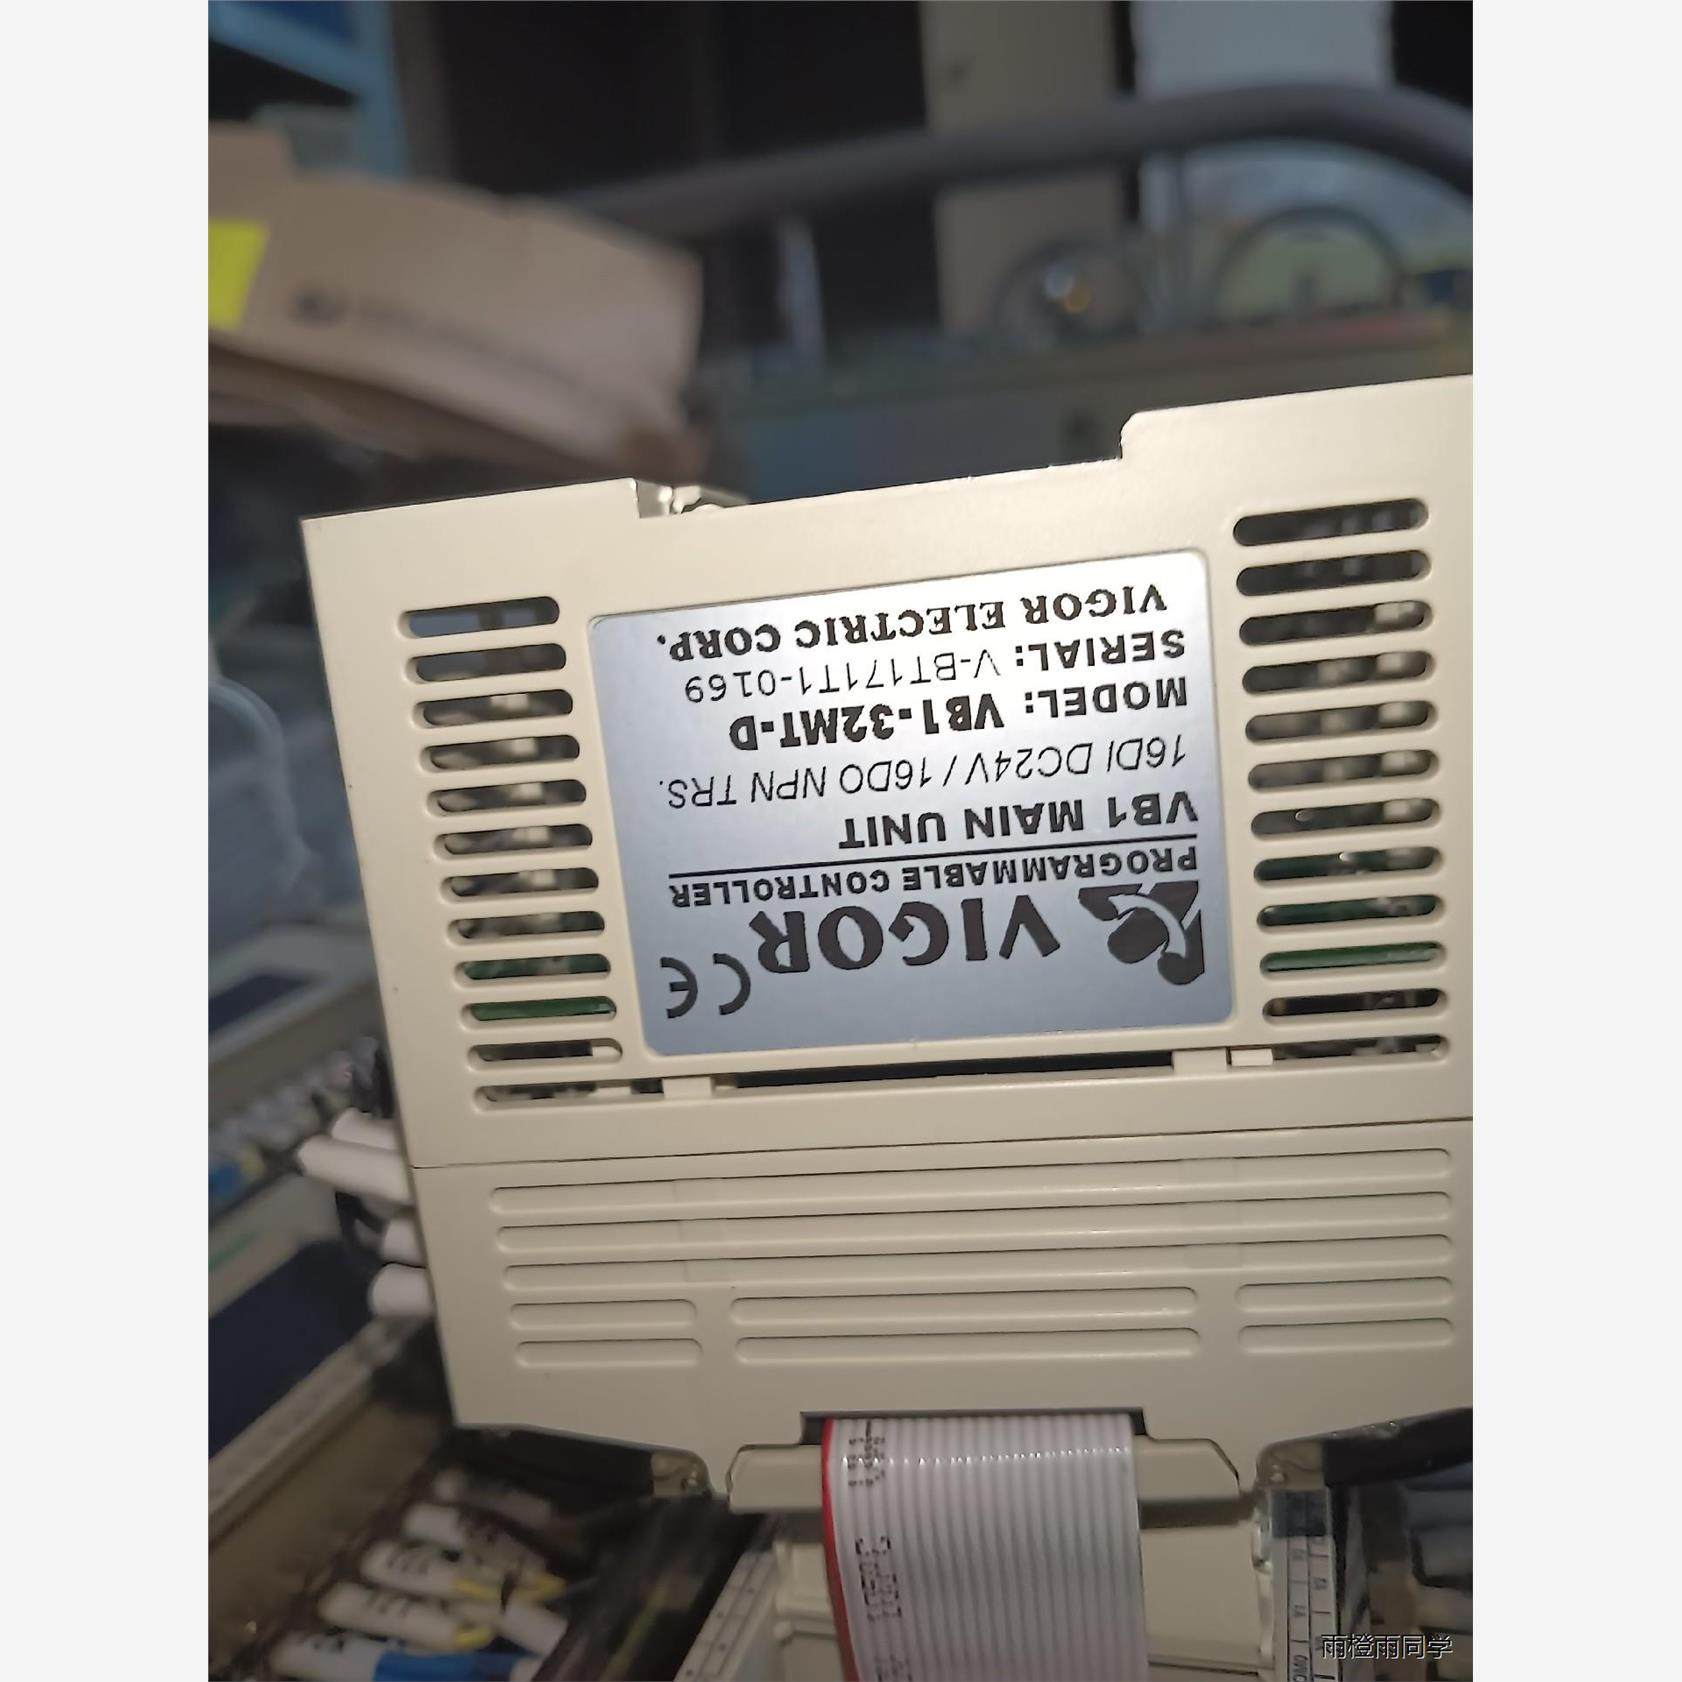 CE
VIGOR
PROGRAMMABLE CONTROLLER
VB1 MAIN UNIT
16DI DC24V / 16DO NPN TRS.
MODEL: VB1-32MT-D
SERIAL: V-BT171T1-0169
VIGOR ELECTRIC CORP.
雨橙雨同学